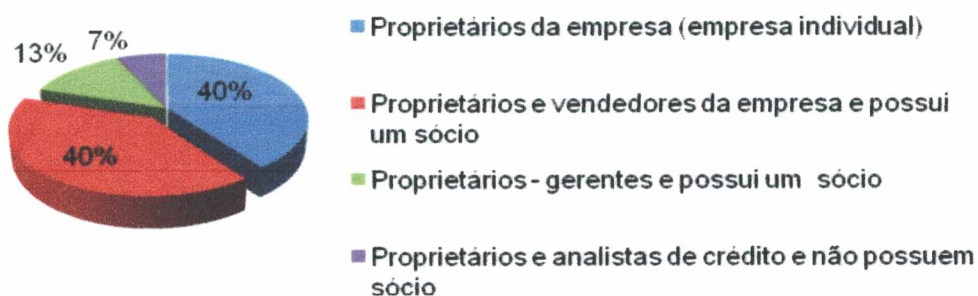 13%
7%
40%
40%
Proprietários da empresa (empresa individual)
Proprietários e vendedores da empresa e possui
um sócio
Proprietários - gerentes e possui um sócio
Proprietários e analistas de crédito e não possuem
sócio